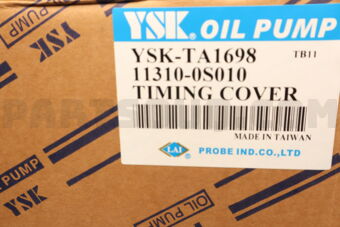 YSK OIL PUMP
YSK-TA1698 TB11
11310-0S010
TIMING COVER
MADE IN TAIWAN
LAI PROBE IND.CO.,LTD
YSK
OIL PUMP
YSK